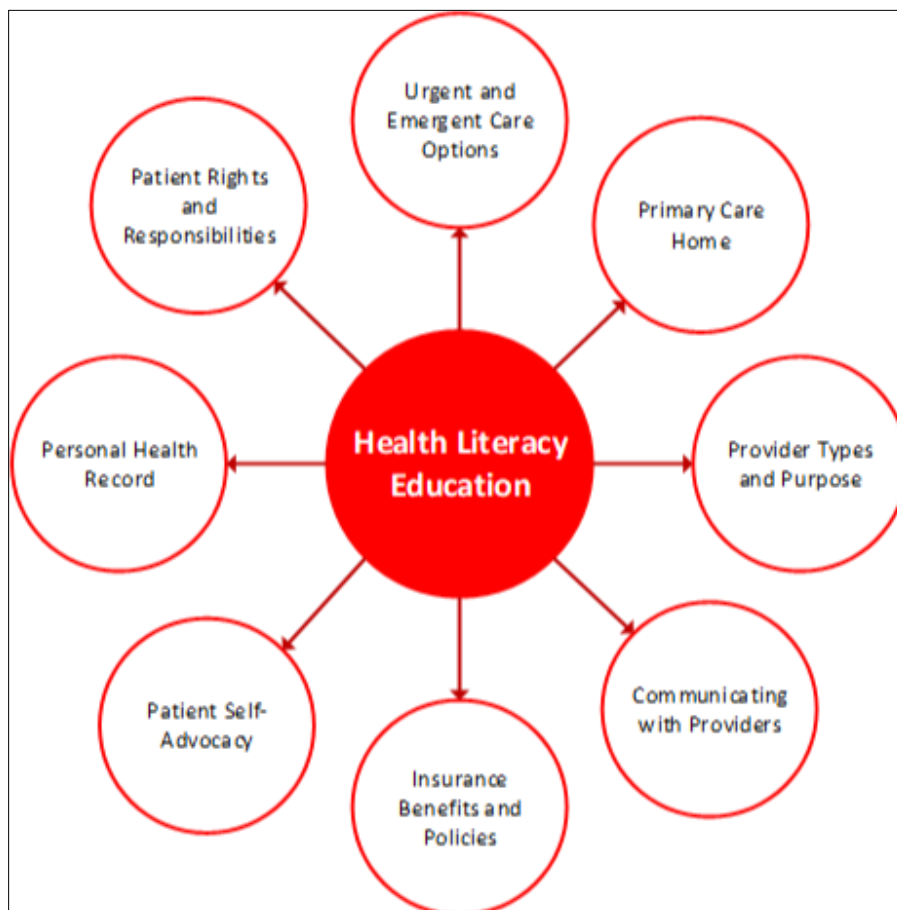 Urgent and
Emergent Care
Options
Patient Rights
and
Responsibilities
Primary Care
Home
Health Literacy
Education
Personal Health
Record
Provider Types
and Purpose
Patient Self-
Advocacy
Communicating
with Providers
Insurance
Benefits and
Policies